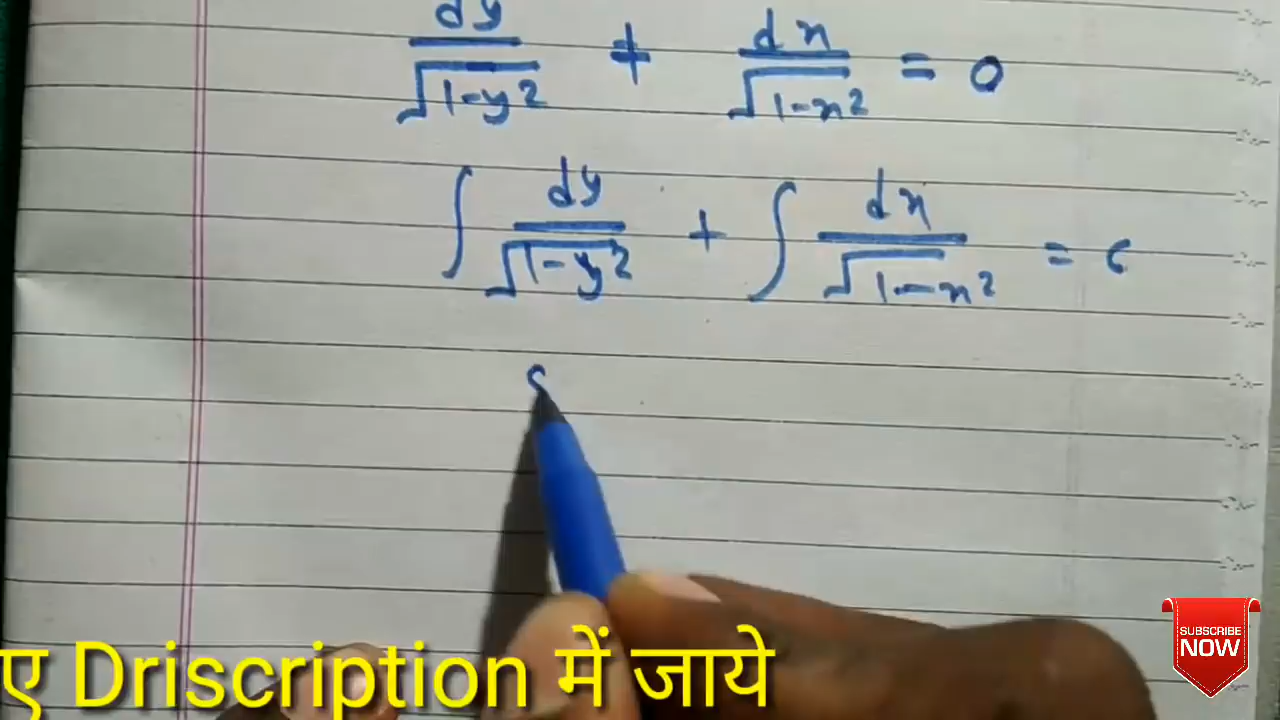 dy/√1-y² + dx/√1-x² = 0
∫ dy/√1-y² + ∫ dx/√1-x² = c
S
ए Driscription में जाये
SUBSCRIBE
NOW